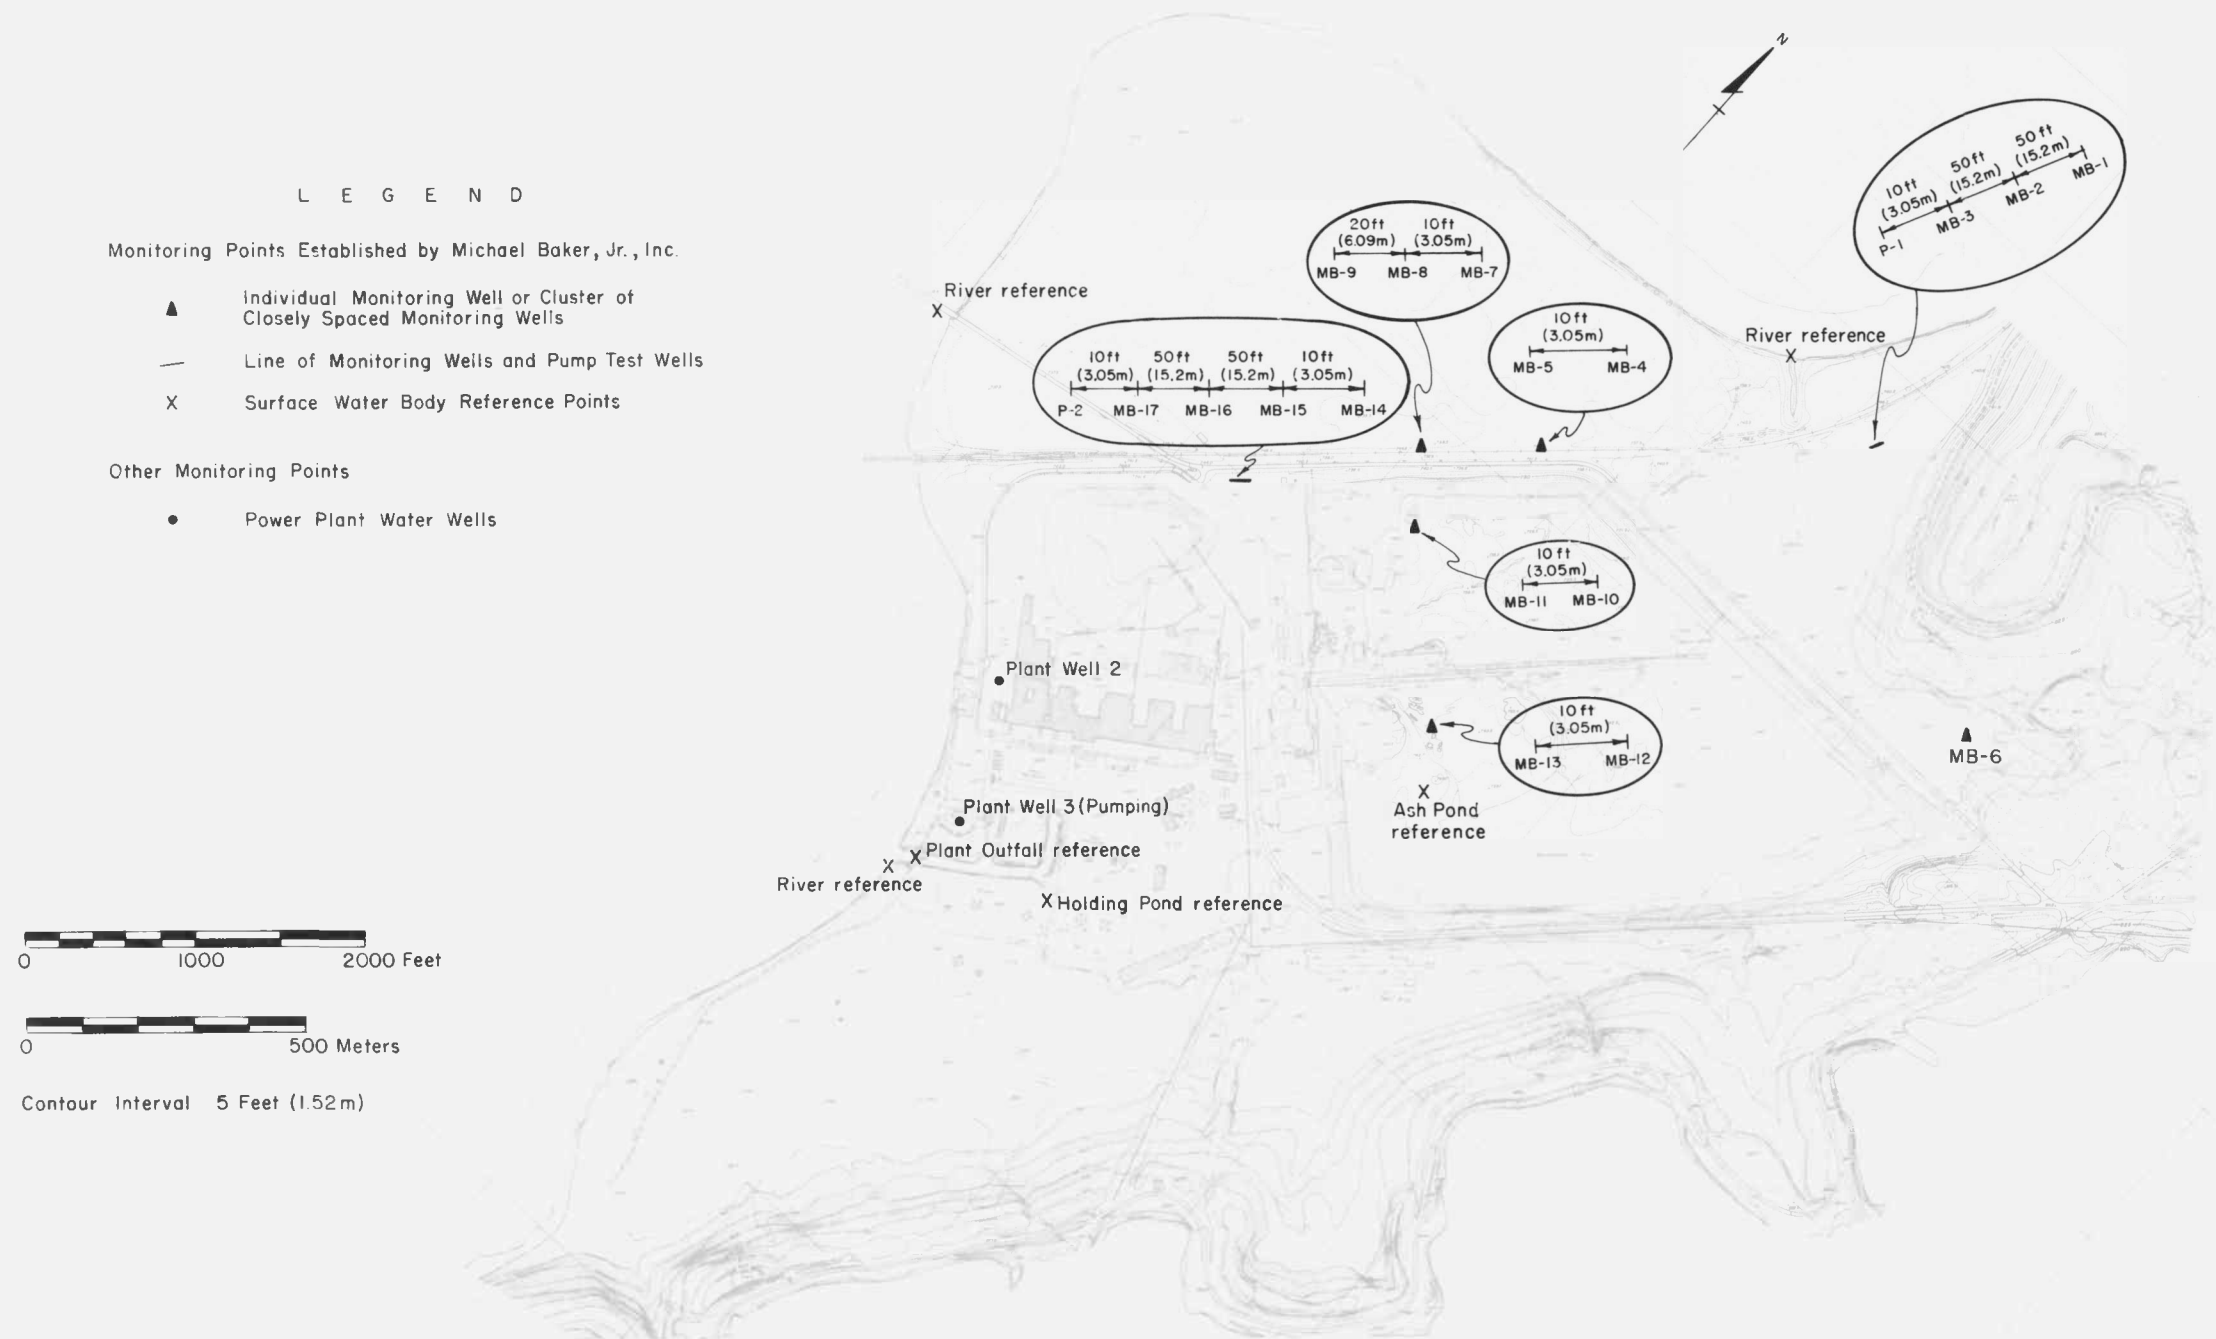 L E G E N D
Monitoring Points Established by Michael Baker, Jr., Inc.
Individual Monitoring Well or Cluster of
Closely Spaced Monitoring Wells
Line of Monitoring Wells and Pump Test Wells
X Surface Water Body Reference Points
Other Monitoring Points
Power Plant Water Wells
0 1000 2000 Feet
0 500 Meters
Contour Interval 5 Feet (1.52m)
N
50ft
(15.2m)
50ft
(15.2m)
10ft
(3.05m)
P-1 MB-3 MB-2 MB-1
20ft 10ft
(6.09m) (3.05m)
MB-9 MB-8 MB-7
River reference
X
10ft
(3.05m)
MB-5 MB-4
River reference
X
10ft 50ft 50ft 10ft
(3.05m) (15.2m) (15.2m) (3.05m)
P-2 MB-17 MB-16 MB-15 MB-14
10ft
(3.05m)
MB-11 MB-10
Plant Well 2
10ft
(3.05m)
MB-13 MB-12
MB-6
X
Ash Pond
reference
Plant Well 3 (Pumping)
X Plant Outfall reference
X
River reference
X Holding Pond reference